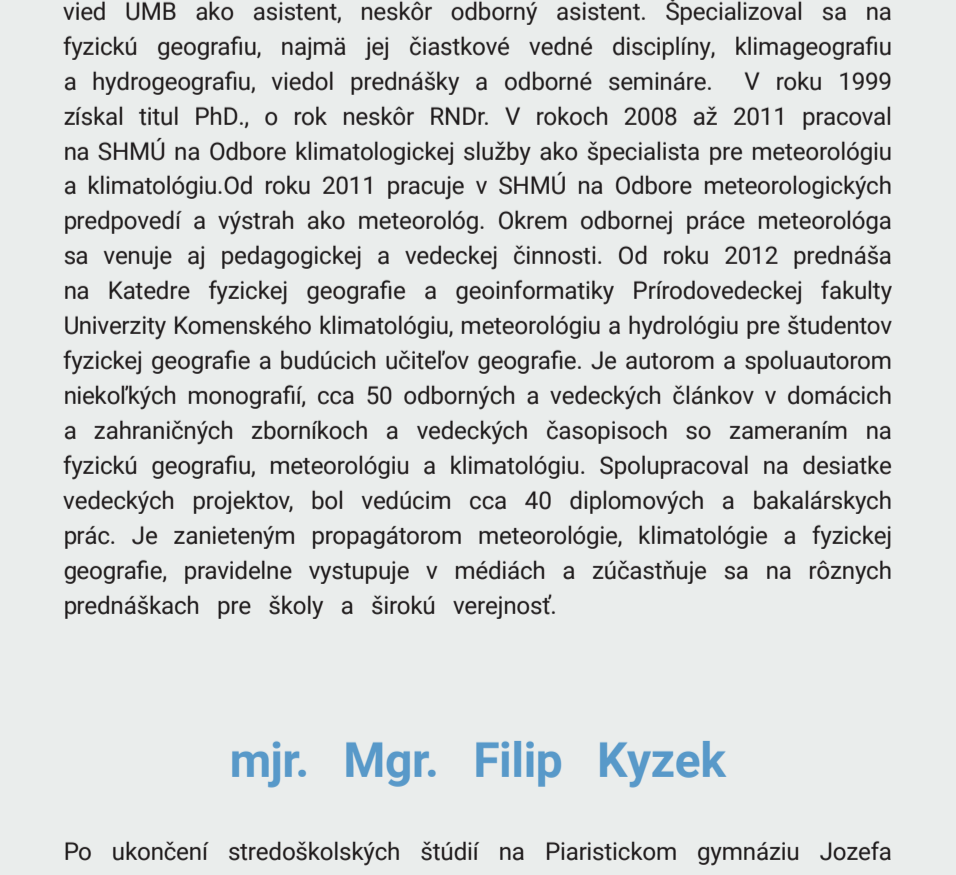 vied UMB ako asistent, neskôr odborný asistent. Špecializoval sa na
fyzickú geografiu, najmä jej čiastkové vedné disciplíny, klimageografiu
a hydrogeografiu, viedol prednášky a odborné semináre. V roku 1999
získal titul PhD., o rok neskôr RNDr. V rokoch 2008 až 2011 pracoval
na SHMÚ na Odbore klimatologickej služby ako špecialista pre meteorológiu
a klimatológiu.Od roku 2011 pracuje v SHMÚ na Odbore meteorologických
predpovedí a výstrah ako meteorológ. Okrem odbornej práce meteorológa
sa venuje aj pedagogickej a vedeckej činnosti. Od roku 2012 prednáša
na Katedre fyzickej geografie a geoinformatiky Prírodovedeckej fakulty
Univerzity Komenského klimatológiu, meteorológiu a hydrológiu pre študentov
fyzickej geografie a budúcich učiteľov geografie. Je autorom a spoluautorom
niekoľkých monografií, cca 50 odborných a vedeckých článkov v domácich
a zahraničných zborníkoch a vedeckých časopisoch so zameraním na
fyzickú geografiu, meteorológiu a klimatológiu. Spolupracoval na desiatke
vedeckých projektov, bol vedúcim cca 40 diplomových a bakalárskych
prác. Je zanieteným propagátorom meteorológie, klimatológie a fyzickej
geografie, pravidelne vystupuje v médiách a zúčastňuje sa na rôznych
prednáškach pre školy a širokú verejnosť.
mjr. Mgr. Filip Kyzek
Po ukončení stredoškolských štúdií na Piaristickom gymnáziu Jozefa